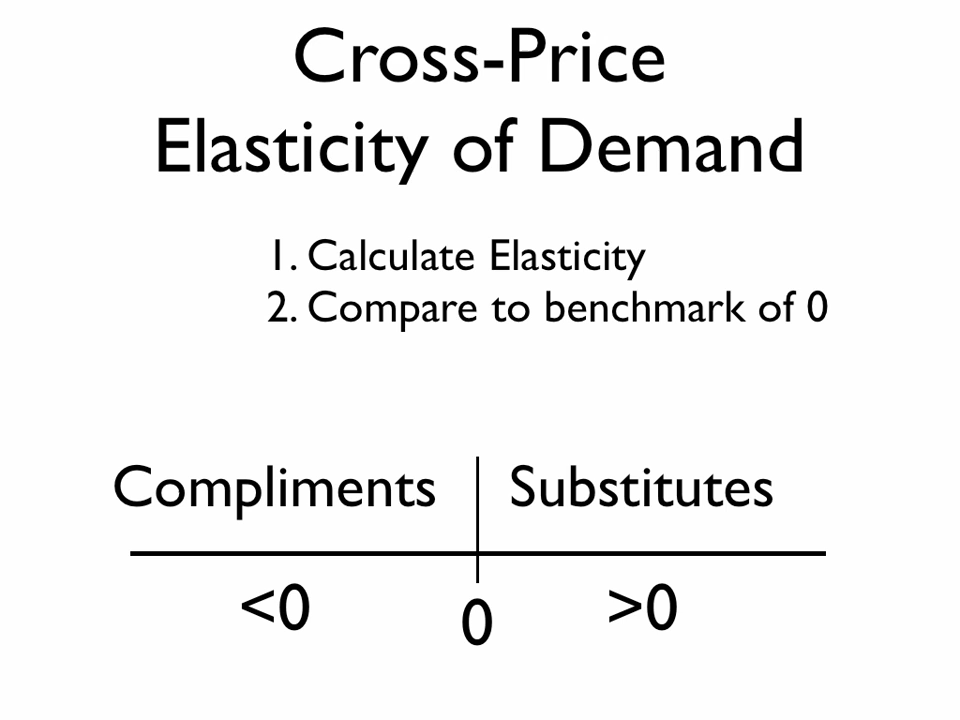 Cross-Price
Elasticity of Demand
1. Calculate Elasticity
2. Compare to benchmark of 0
Compliments Substitutes
<0 0 >0